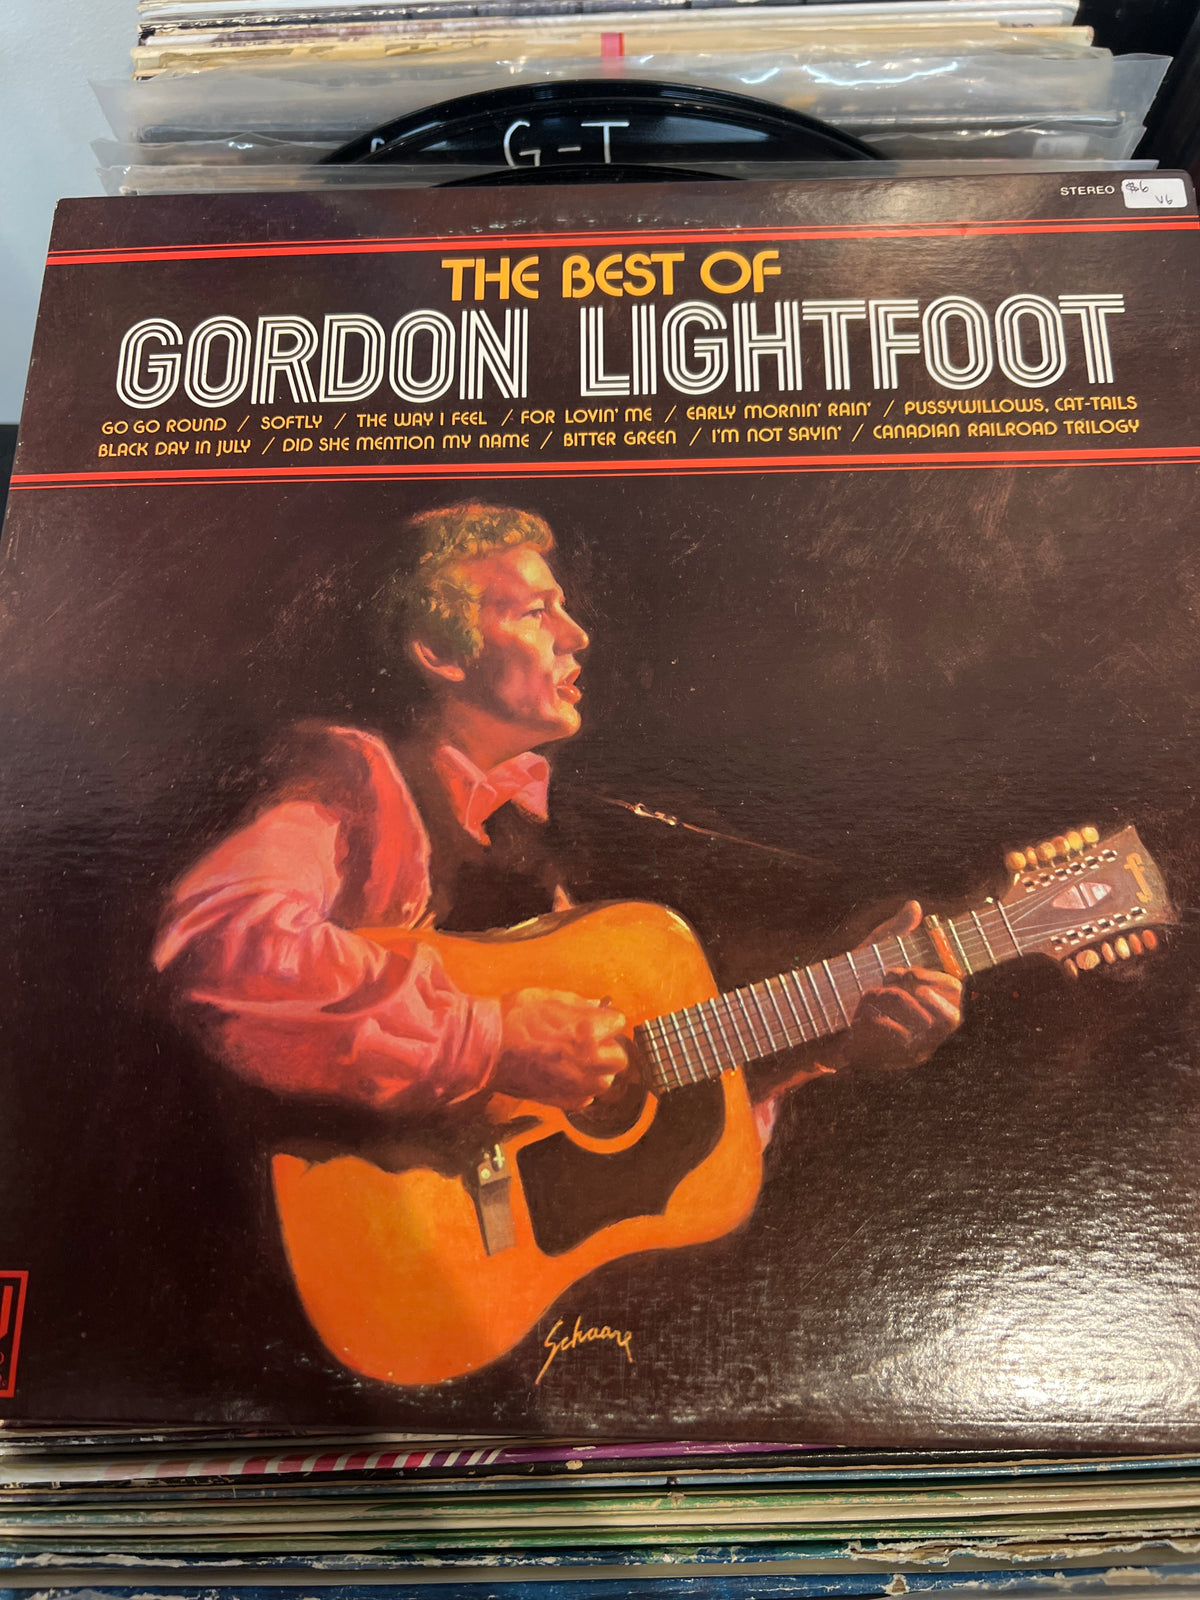 G-T
STEREO
$6
VG
THE BEST OF
GORDON LIGHTFOOT
GO GO ROUND / SOFTLY / THE WAY I FEEL / FOR LOVIN' ME / EARLY MORNIN' RAIN' / PUSSYWILLOWS, CAT-TAILS
BLACK DAY IN JULY / DID SHE MENTION MY NAME / BITTER GREEN / I'M NOT SAYIN' / CANADIAN RAILROAD TRILOGY
Schaare